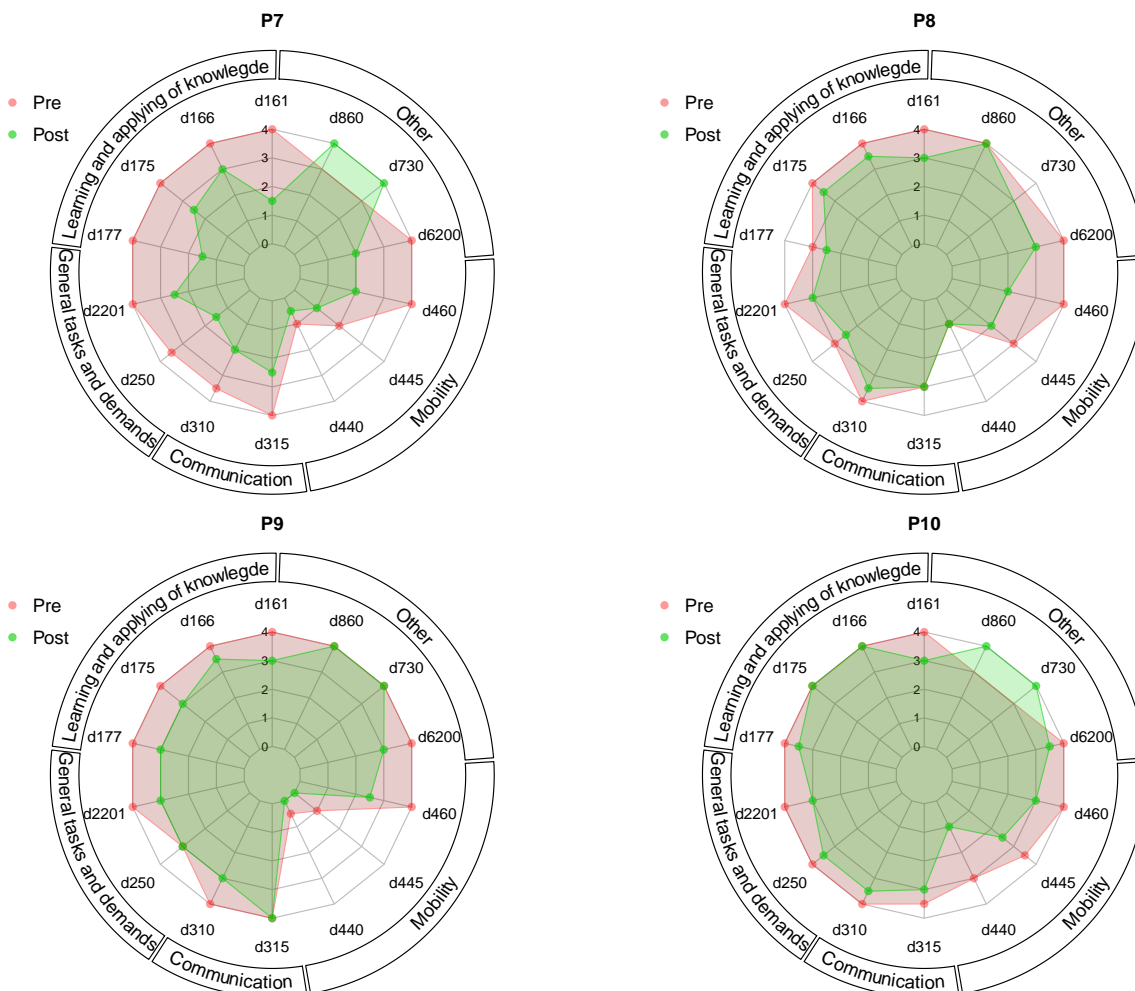 P7
Pre
Post
Learning and applying of knowlegde
Other
Mobility
Communication
General tasks and demands
d161
d860
d730
d6200
d460
d445
d440
d315
d310
d250
d2201
d177
d175
d166
4
3
2
1
0
P8
Pre
Post
Learning and applying of knowlegde
Other
Mobility
Communication
General tasks and demands
d161
d860
d730
d6200
d460
d445
d440
d315
d310
d250
d2201
d177
d175
d166
4
3
2
1
0
P9
Pre
Post
Learning and applying of knowlegde
Other
Mobility
Communication
General tasks and demands
d161
d860
d730
d6200
d460
d445
d440
d315
d310
d250
d2201
d177
d175
d166
4
3
2
1
0
P10
Pre
Post
Learning and applying of knowlegde
Other
Mobility
Communication
General tasks and demands
d161
d860
d730
d6200
d460
d445
d440
d315
d310
d250
d2201
d177
d175
d166
4
3
2
1
0